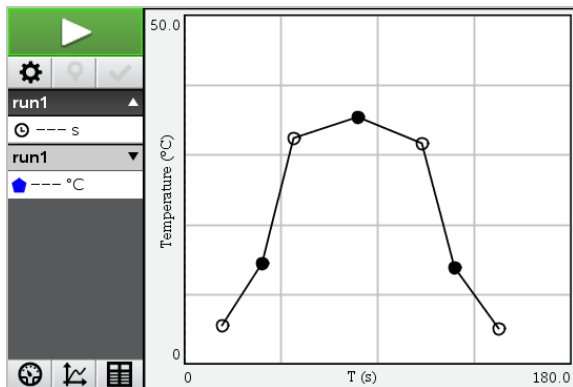 run1
--- s
run1
--- °C
50.0
Temperature (°C)
0
0
T (s)
180.0